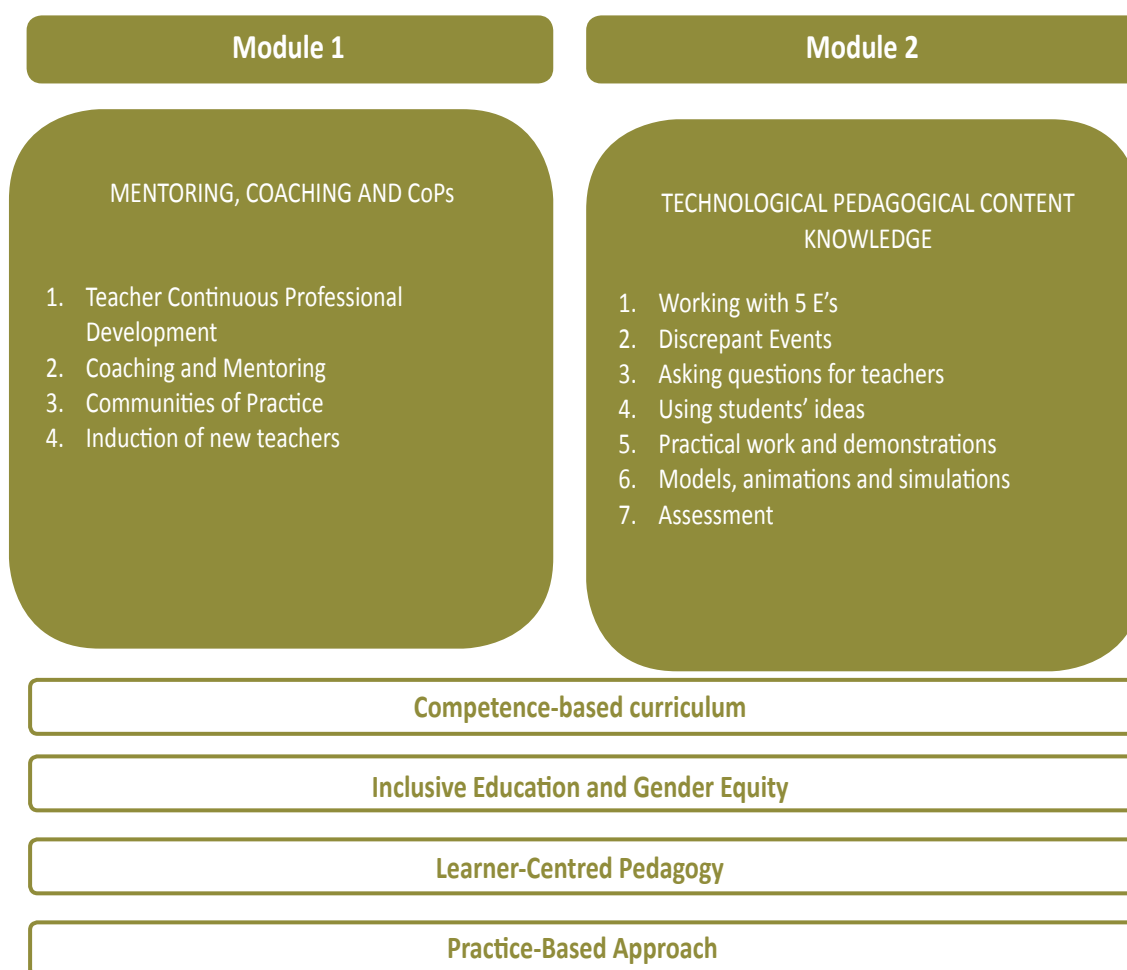 Module 1
Module 2
MENTORING, COACHING AND CoPs
1. Teacher Continuous Professional
Development
2. Coaching and Mentoring
3. Communities of Practice
4. Induction of new teachers
TECHNOLOGICAL PEDAGOGICAL CONTENT
KNOWLEDGE
1. Working with 5 E’s
2. Discrepant Events
3. Asking questions for teachers
4. Using students’ ideas
5. Practical work and demonstrations
6. Models, animations and simulations
7. Assessment
Competence-based curriculum
Inclusive Education and Gender Equity
Learner-Centred Pedagogy
Practice-Based Approach